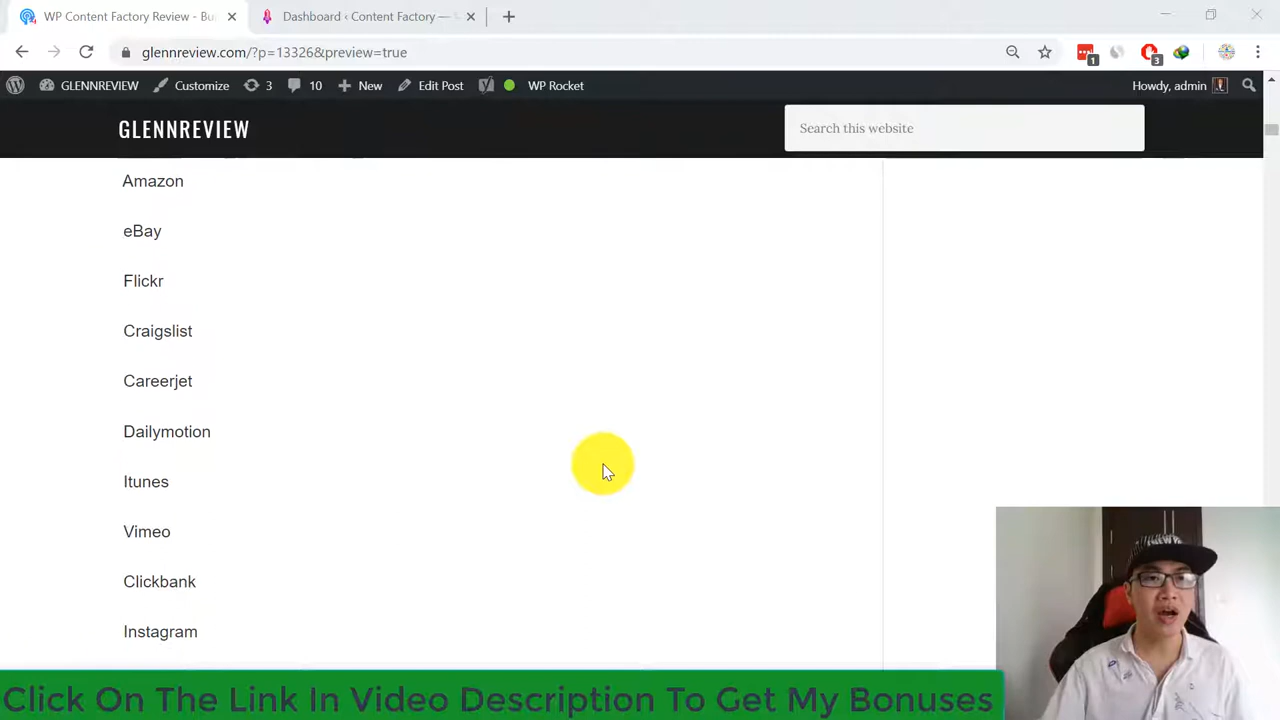 WP Content Factory Review - Bu
Dashboard ‹ Content Factory —
glennreview.com/?p=13326&preview=true
1
3
GLENNREVIEW
Customize
3
10
New
Edit Post
WP Rocket
Howdy, admin
GLENNREVIEW
Search this website
Amazon
eBay
Flickr
Craigslist
Careerjet
Dailymotion
Itunes
Vimeo
Clickbank
Instagram
Click On The Link In Video Description To Get My Bonuses